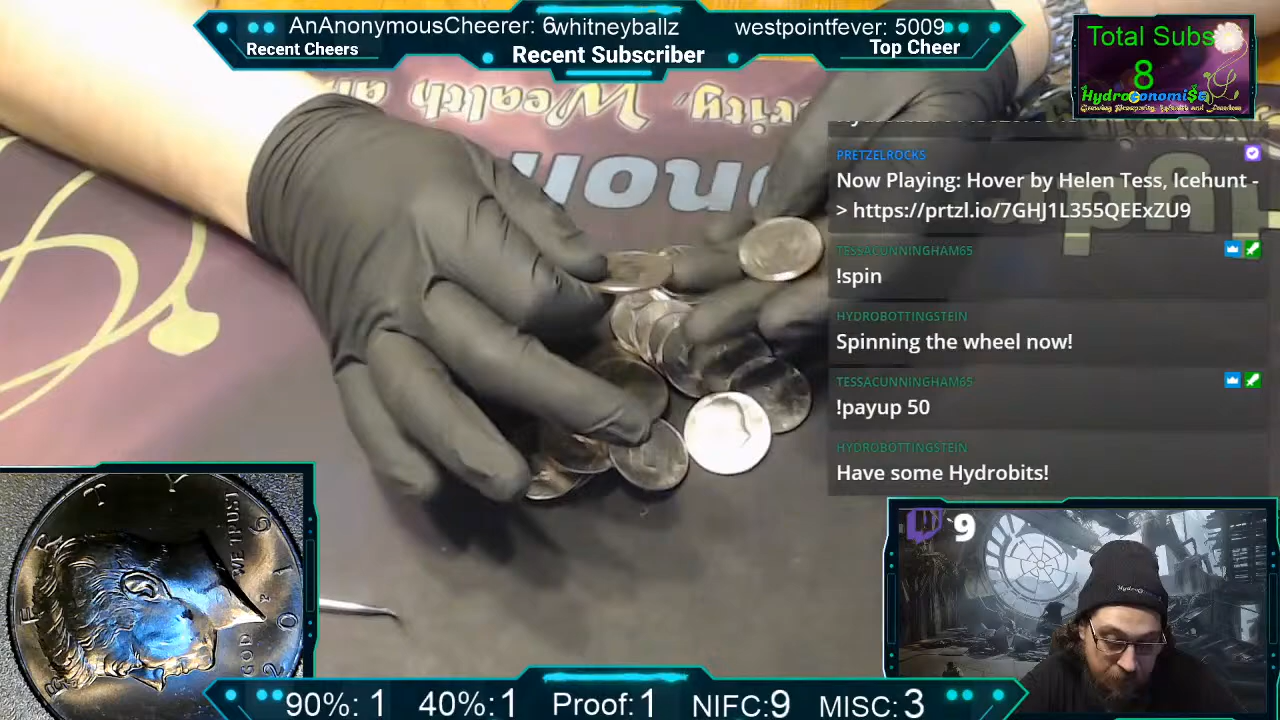 AnAnonymousCheerer: 6
Recent Cheers
whitneyballz
Recent Subscriber
westpointfever: 5009
Top Cheer
Total Subs
8
Hydroconomi$e
PRETZELROCKS
Now Playing: Hover by Helen Tess, Icehunt -
> https://prtzl.io/7GHJ1L355QEExZU9
TESSACUNNINGHAM65
!spin
HYDROBOTTINGSTEIN
Spinning the wheel now!
TESSACUNNINGHAM65
!payup 50
HYDROBOTTINGSTEIN
Have some Hydrobits!
9
90%: 1
40%:1
Proof:1
NIFC:9
MISC:3